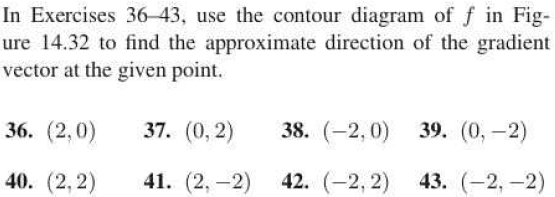 In Exercises 36–43, use the contour diagram of f in Fig-
ure 14.32 to find the approximate direction of the gradient
vector at the given point.
36. (2, 0) 37. (0, 2) 38. (−2, 0) 39. (0, −2)
40. (2, 2) 41. (2, −2) 42. (−2, 2) 43. (−2, −2)